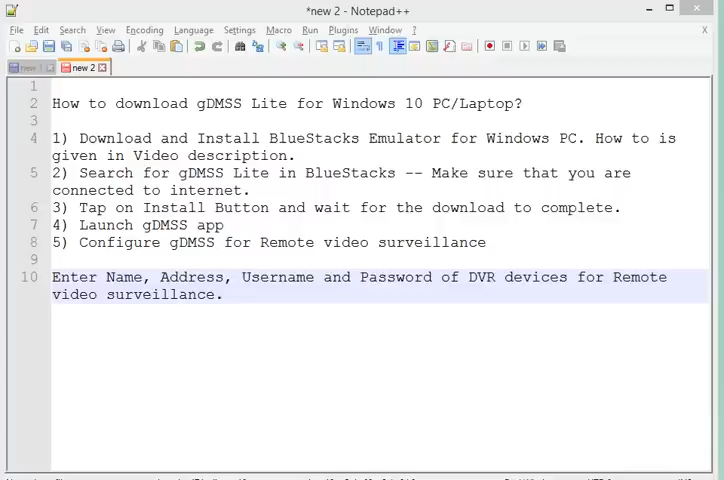 *new 2 - Notepad++
File Edit Search View Encoding Language Settings Macro Run Plugins Window ? X
new 1 new 2
1
2 How to download gDMSS Lite for Windows 10 PC/Laptop?
3
4 1) Download and Install BlueStacks Emulator for Windows PC. How to is
given in Video description.
5 2) Search for gDMSS Lite in BlueStacks -- Make sure that you are
connected to internet.
6 3) Tap on Install Button and wait for the download to complete.
7 4) Launch gDMSS app
8 5) Configure gDMSS for Remote video surveillance
9
10 Enter Name, Address, Username and Password of DVR devices for Remote
video surveillance.